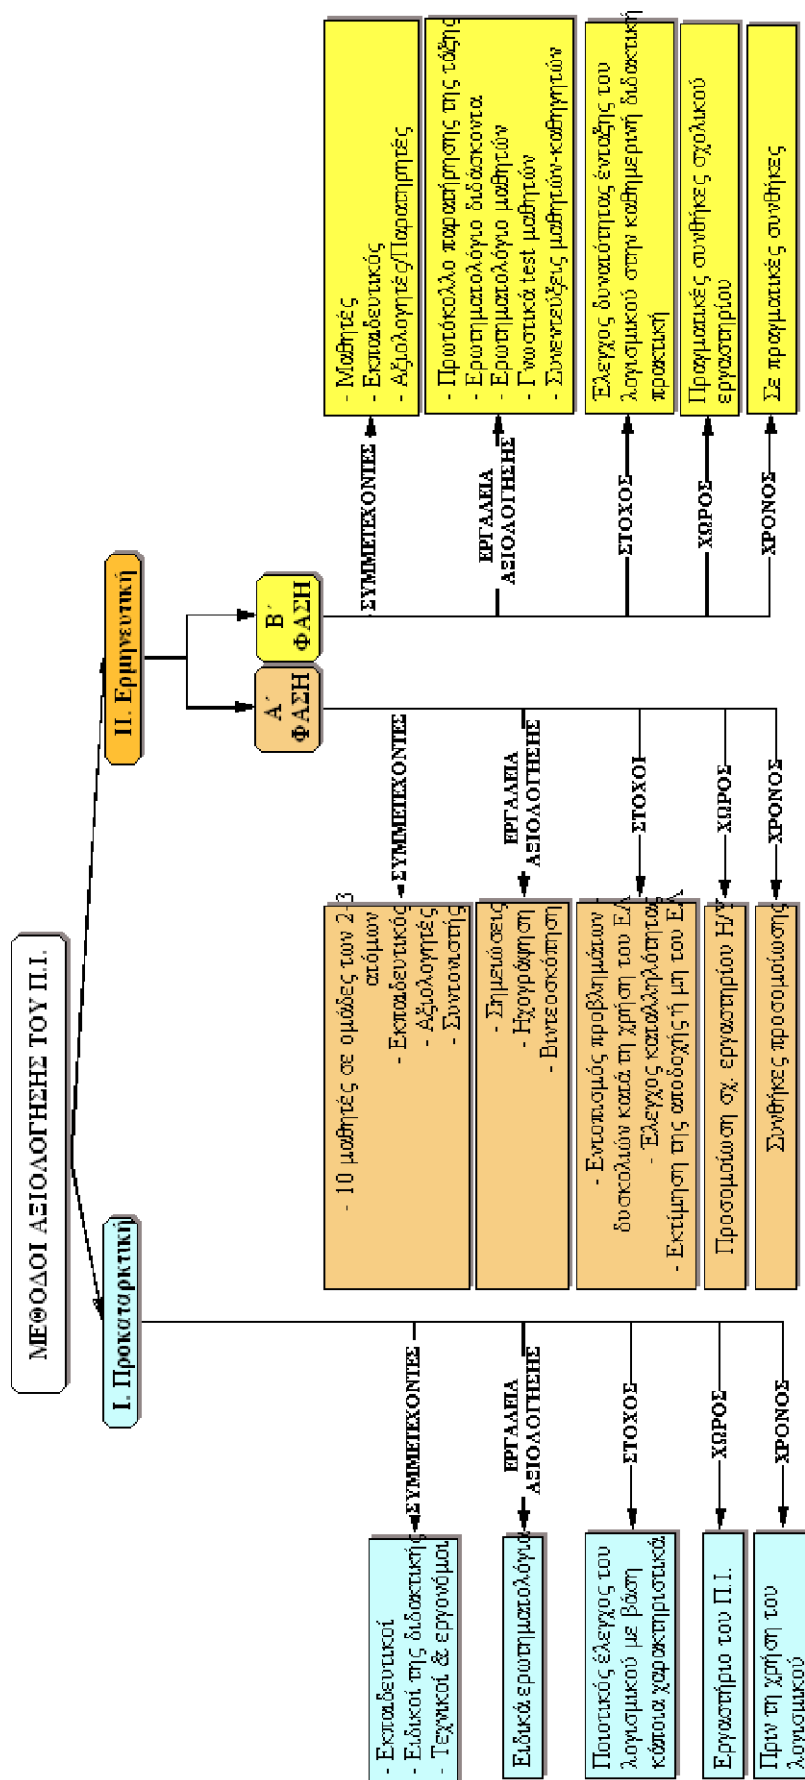 ΜΕΘΟΔΟΙ ΑΞΙΟΛΟΓΗΣΗΣ ΤΟΥ Π.Ι.
Ι. Προκαταρκτική
ΣΥΜΜΕΤΕΧΟΝΤΕΣ
- Εκπαιδευτικοί
- Ειδικοί της διδακτικής
- Τεχνικοί & εργονόμοι
ΕΡΓΑΛΕΙΑ
ΑΞΙΟΛΟΓΗΣΗΣ
Ειδικά ερωτηματολόγια
ΣΤΟΧΟΣ
Ποιοτικός έλεγχος του
λογισμικού με βάση
κάποια χαρακτηριστικά
ΧΩΡΟΣ
Εργαστήριο του Π.Ι.
ΧΡΟΝΟΣ
Πριν τη χρήση του
λογισμικού
ΙΙ. Ερμηνευτική
Α΄
ΦΑΣΗ
ΣΥΜΜΕΤΕΧΟΝΤΕΣ
- 10 μαθητές σε ομάδες των 2-3
ατόμων
- Εκπαιδευτικός
- Αξιολογητές
- Συντονιστής
ΕΡΓΑΛΕΙΑ
ΑΞΙΟΛΟΓΗΣΗΣ
- Σημειώσεις
- Ηχογράφηση
- Βιντεοσκόπηση
ΣΤΟΧΟΙ
- Εντοπισμός προβλημάτων-
δυσκολιών κατά τη χρήση του ΕΛ
- Έλεγχος καταλληλότητας
- Εκτίμηση της αποδοχής ή μη του ΕΛ
ΧΩΡΟΣ
Προσομοίωση σχ. εργαστηρίου Η/Υ
ΧΡΟΝΟΣ
Συνθήκες προσομοίωσης
Β΄
ΦΑΣΗ
ΣΥΜΜΕΤΕΧΟΝΤΕΣ
- Μαθητές
- Εκπαιδευτικός
- Αξιολογητές/Παρατηρητές
ΕΡΓΑΛΕΙΑ
ΑΞΙΟΛΟΓΗΣΗΣ
- Πρωτόκολλο παρατήρησης της τάξης
- Ερωτηματολόγιο διδάσκοντα
- Ερωτηματολόγιο μαθητών
- Γνωστικά test μαθητών
- Συνεντεύξεις μαθητών-καθηγητών
ΣΤΟΧΟΣ
Έλεγχος δυνατότητας ένταξης του
λογισμικού στην καθημερινή διδακτική
πρακτική
ΧΩΡΟΣ
Πραγματικές συνθήκες σχολικού
εργαστηρίου
ΧΡΟΝΟΣ
Σε πραγματικές συνθήκες